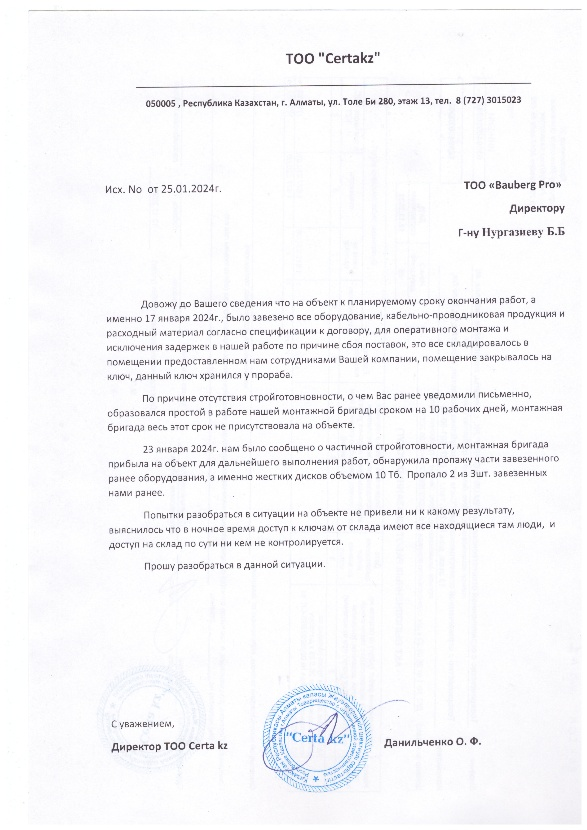 ТОО "Certakz"
050005 , Республика Казахстан, г. Алматы, ул. Толе Би 280, этаж 13, тел. 8 (727) 3015023
Исх. No от 25.01.2024г.
ТОО «Bauberg Pro»
Директору
Г-ну Нургазиеву Б.Б
Довожу до Вашего сведения что на объект к планируемому сроку окончания работ, а
именно 17 января 2024г., было завезено все оборудование, кабельно-проводниковая продукция и
расходный материал согласно спецификации к договору, для оперативного монтажа и
исключения задержек в нашей работе по причине сбоя поставок, это все складировалось в
помещении предоставленном нам сотрудниками Вашей компании, помещение закрывалось на
ключ, данный ключ хранился у прораба.
По причине отсутствия стройготовновности, о чем Вас ранее уведомили письменно,
образовался простой в работе нашей монтажной бригады сроком на 10 рабочих дней, монтажная
бригада весь этот срок не присутствовала на объекте.
23 января 2024г. нам было сообщено о частичной стройготовности, монтажная бригада
прибыла на объект для дальнейшего выполнения работ, обнаружила пропажу части завезенного
ранее оборудования, а именно жестких дисков объемом 10 Тб. Пропало 2 из 3шт. завезенных
нами ранее.
Попытки разобраться в ситуации на объекте не привели ни к какому результату,
выяснилось что в ночное время доступ к ключам от склада имеют все находящиеся там люди, и
доступ на склад по сути ни кем не контролируется.
Прошу разобраться в данной ситуации.
С уважением,
Директор ТОО Certa kz
"Certa kz"
Данильченко О. Ф.